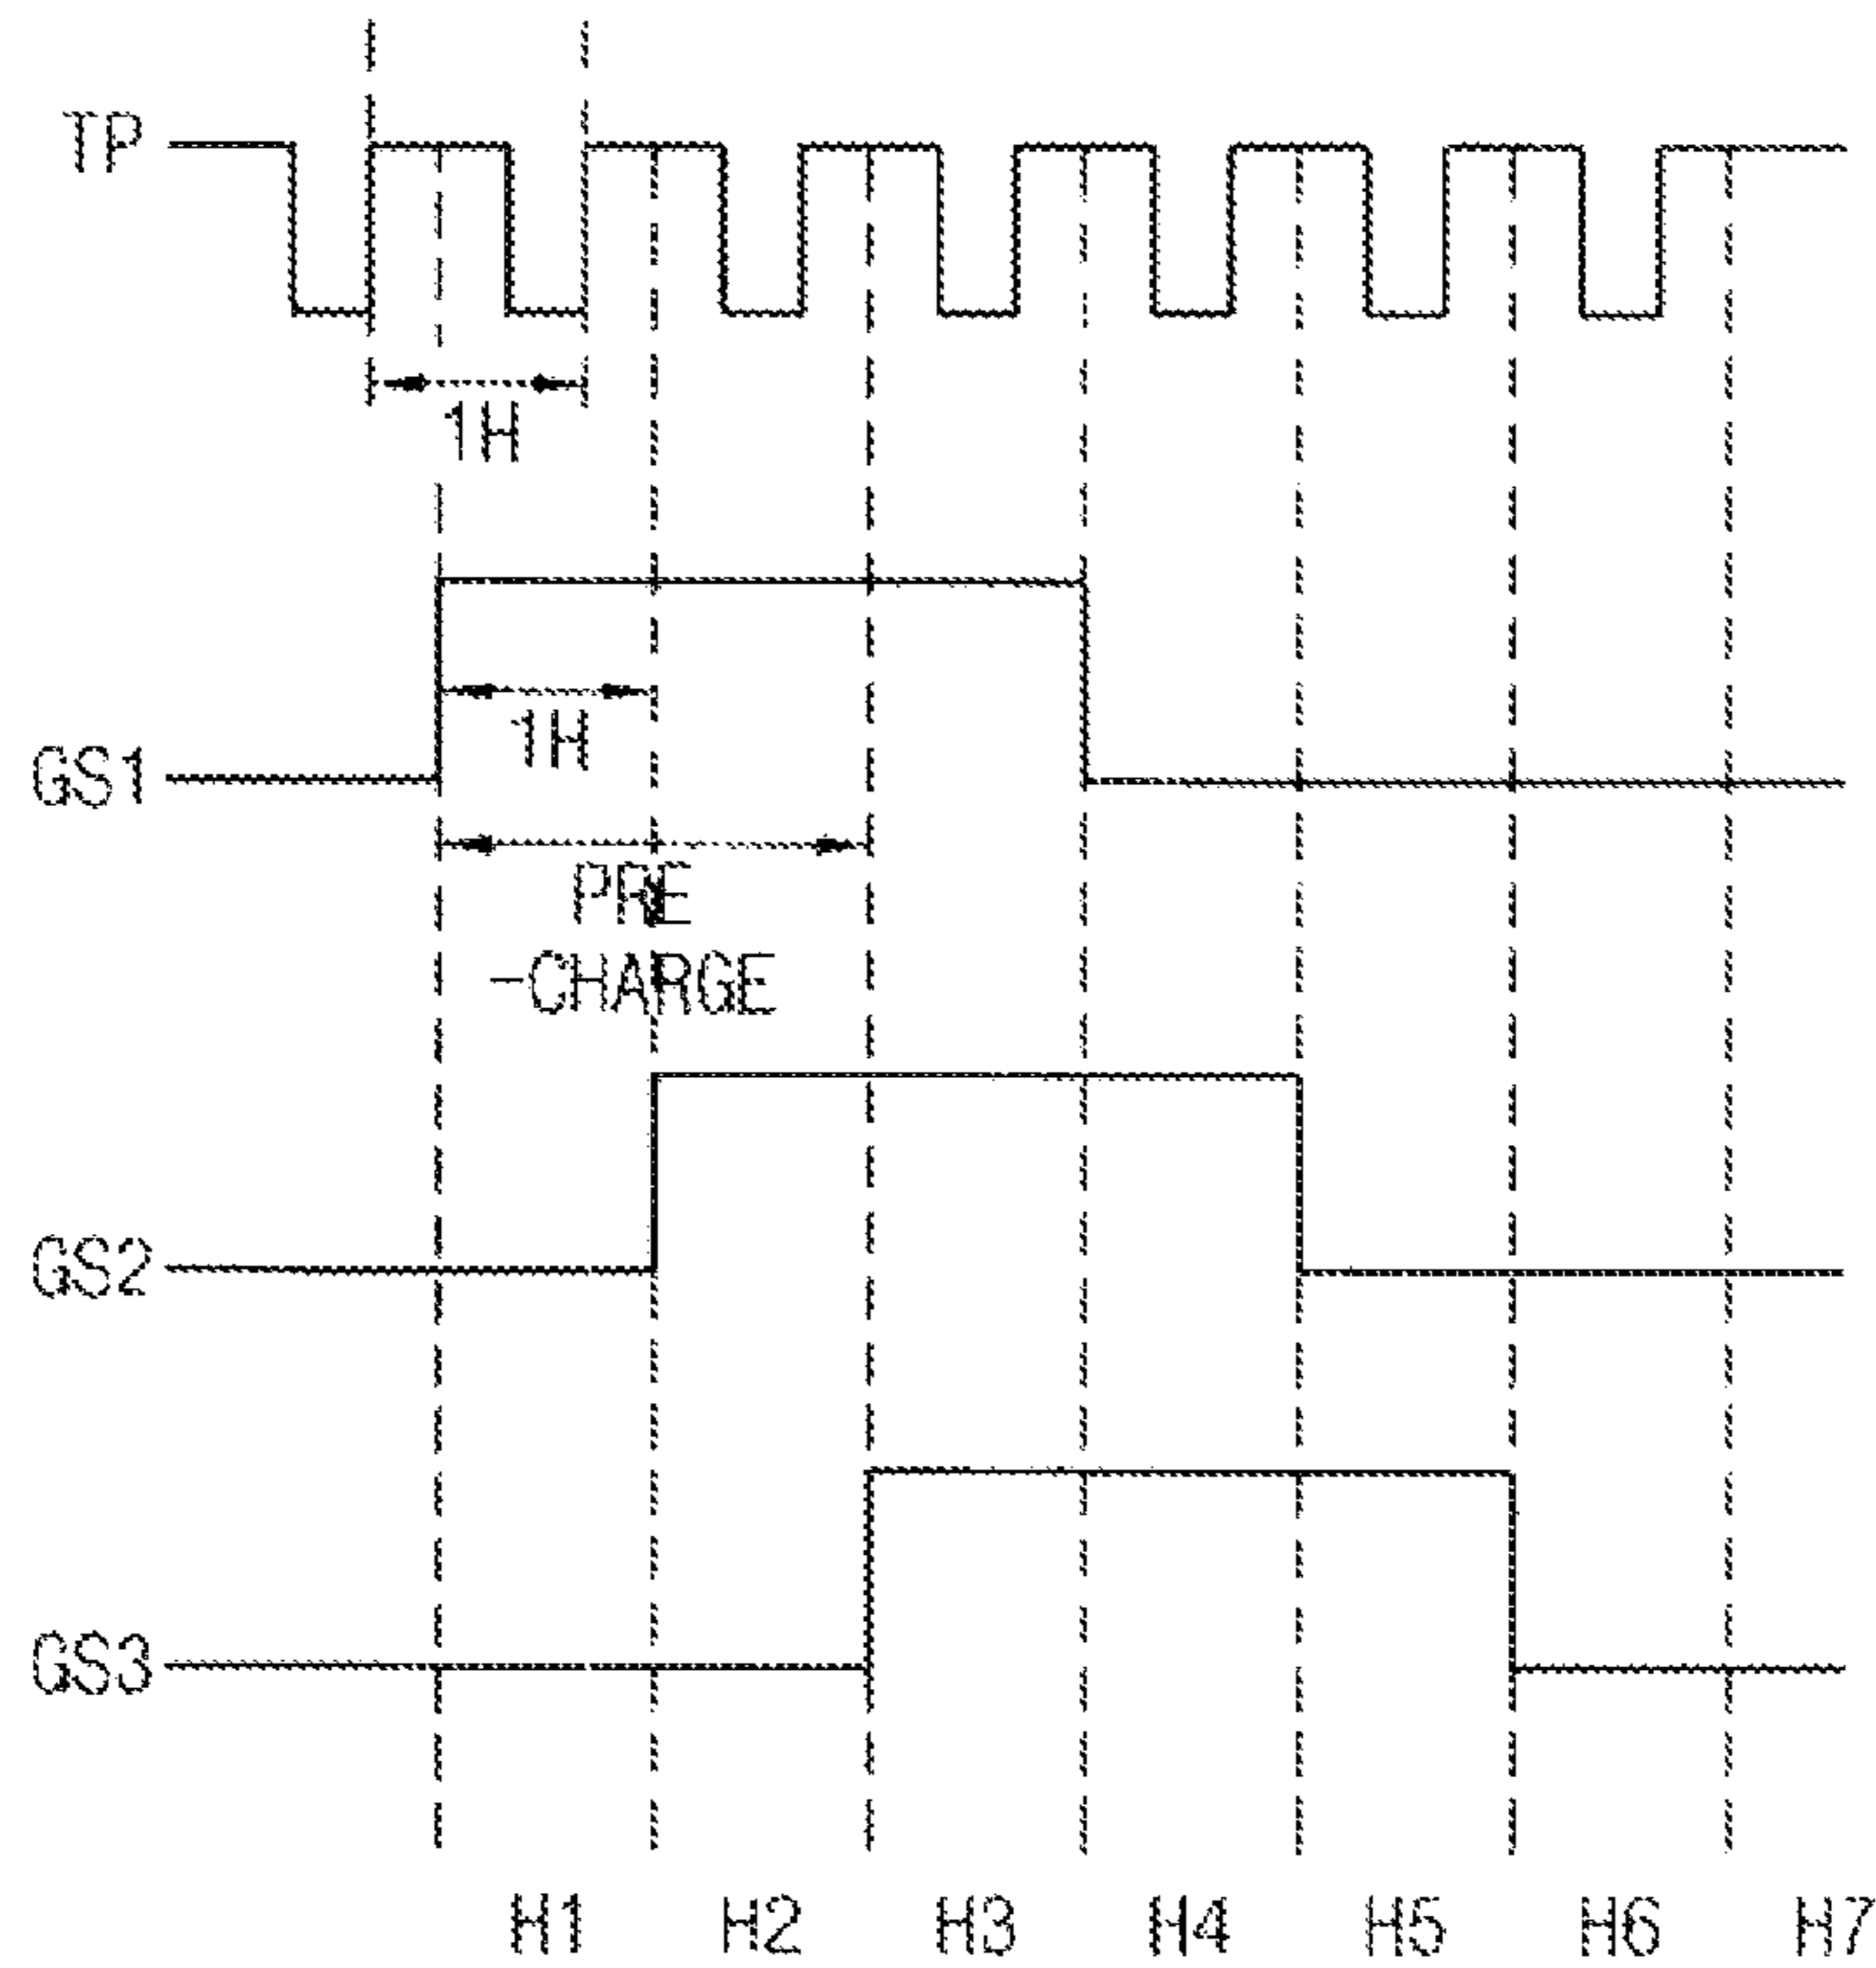 TP
1H
1H
GS1
PRE
-CHARGE
GS2
GS3
H1 H2 H3 H4 H5 H6 H7